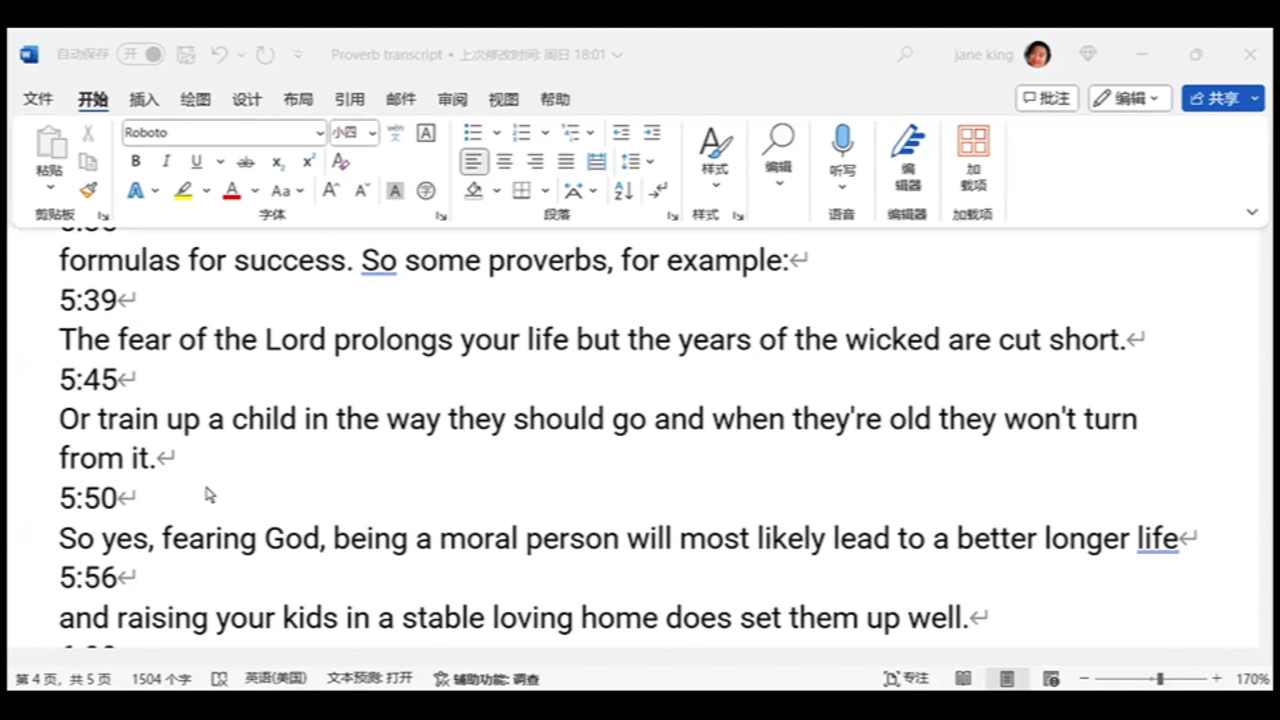 自动保存 开 Proverb transcript • 上次修改时间: 周日 18:01 jane king
文件 开始 插入 绘图 设计 布局 引用 邮件 审阅 视图 帮助 批注 编辑 共享
Roboto 小四 wén 文 A
粘贴 B I U ab x₂ x² A 样式 编辑 听写 编辑器 加载项
A A Aa A A A 字
剪贴板 字体 段落 样式 语音 编辑器 加载项
formulas for success. So some proverbs, for example:↵
5:39↵
The fear of the Lord prolongs your life but the years of the wicked are cut short.↵
5:45↵
Or train up a child in the way they should go and when they're old they won't turn
from it.↵
5:50↵
So yes, fearing God, being a moral person will most likely lead to a better longer life↵
5:56↵
and raising your kids in a stable loving home does set them up well.↵
第 4 页, 共 5 页 1504 个字 英语(美国) 文本预测: 打开 辅助功能: 调查 专注 170%